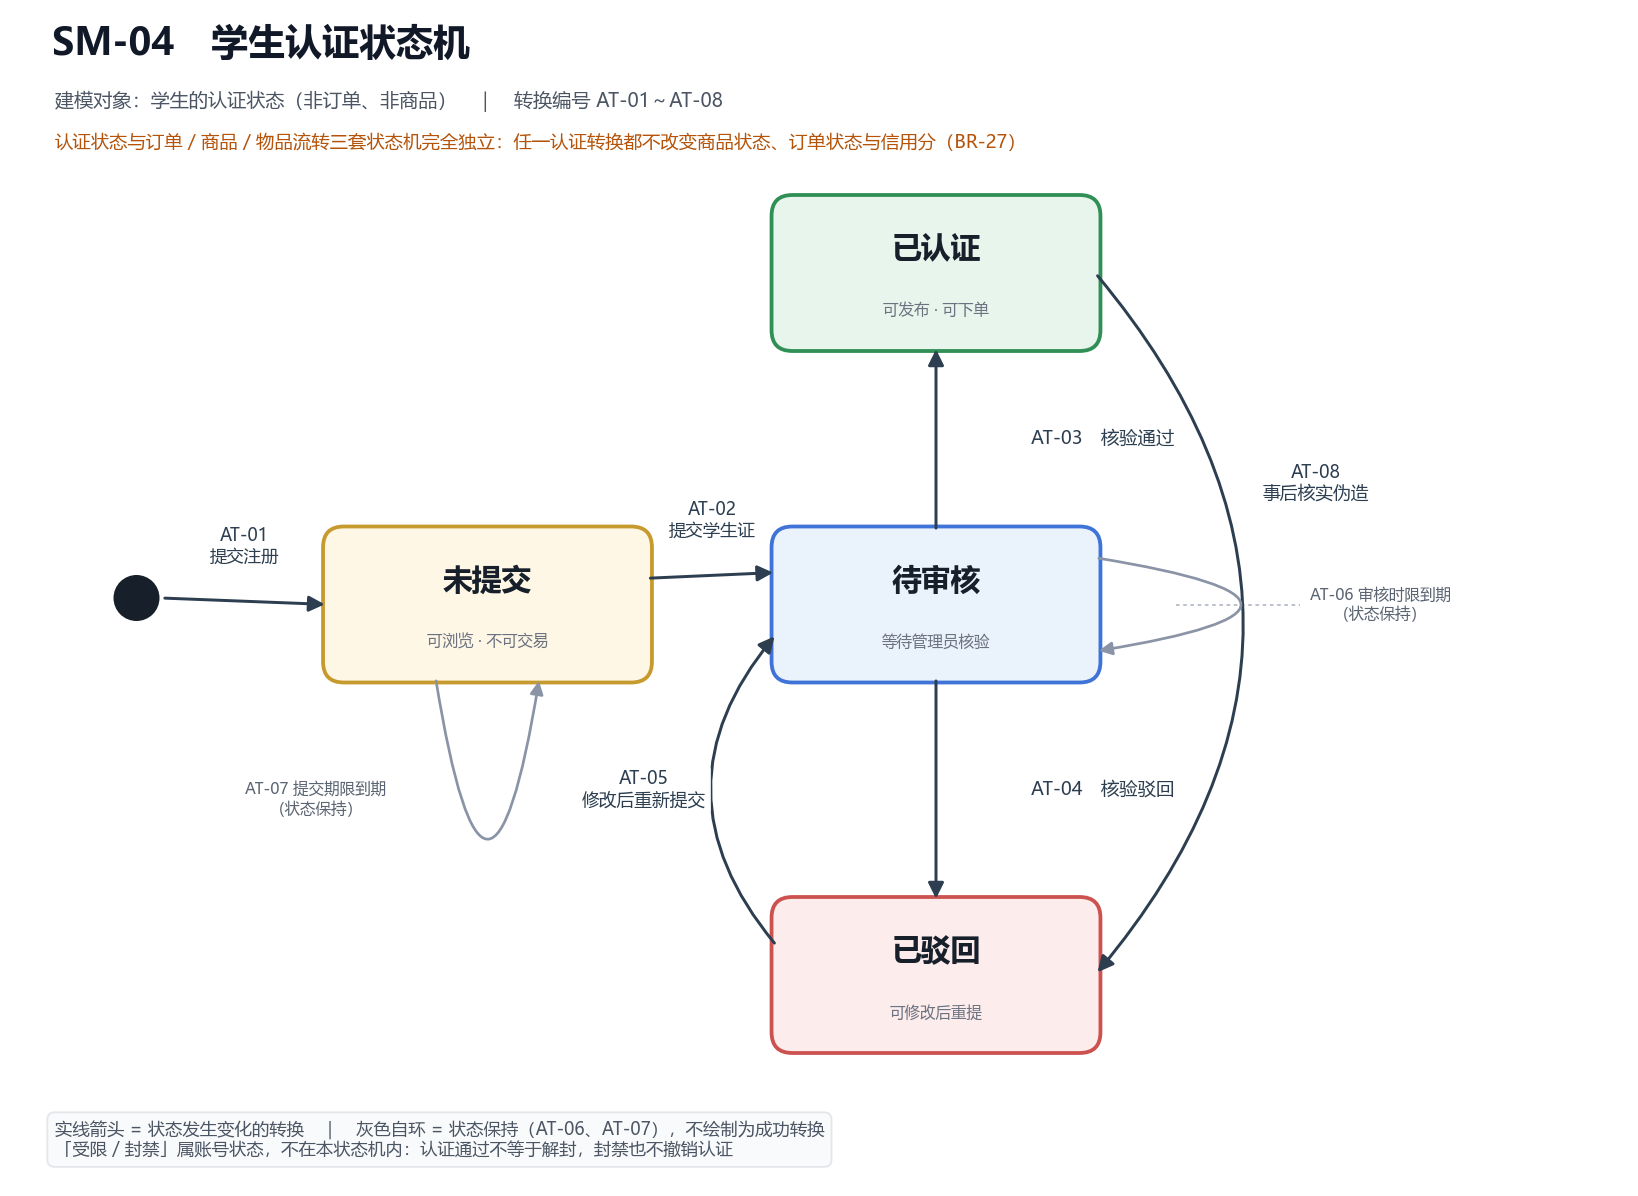 SM-04 学生认证状态机
建模对象：学生的认证状态（非订单、非商品） | 转换编号 AT-01～AT-08
认证状态与订单 / 商品 / 物品流转三套状态机完全独立：任一认证转换都不改变商品状态、订单状态与信用分（BR-27）
已认证
可发布 · 可下单
AT-03 核验通过
AT-08
事后核实伪造
AT-02
提交学生证
AT-01
提交注册
未提交
可浏览 · 不可交易
待审核
等待管理员核验
AT-06 审核时限到期
（状态保持）
AT-07 提交期限到期
（状态保持）
AT-05
修改后重新提交
AT-04 核验驳回
已驳回
可修改后重提
实线箭头 = 状态发生变化的转换 | 灰色自环 = 状态保持（AT-06、AT-07），不绘制为成功转换
「受限 / 封禁」属账号状态，不在本状态机内：认证通过不等于解封，封禁也不撤销认证